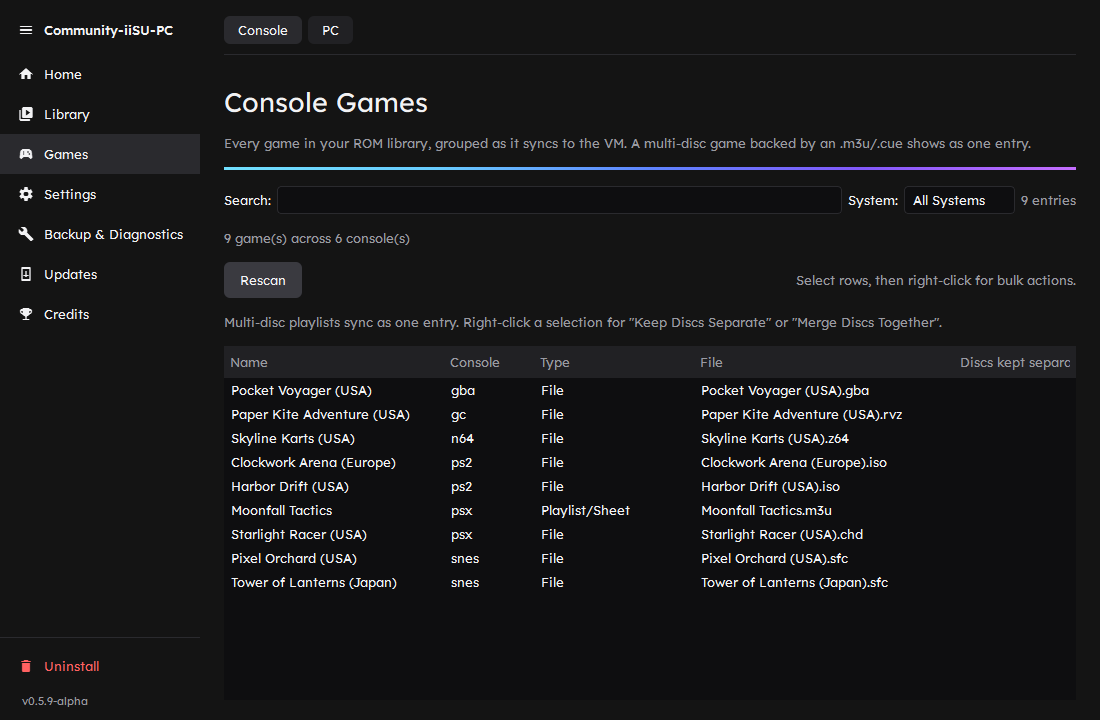 Community-iiSU-PC
Home
Library
Games
Settings
Backup & Diagnostics
Updates
Credits
Uninstall
v0.5.9-alpha
Console PC
Console Games
Every game in your ROM library, grouped as it syncs to the VM. A multi-disc game backed by an .m3u/.cue shows as one entry.
Search: System: All Systems 9 entries
9 game(s) across 6 console(s)
Rescan Select rows, then right-click for bulk actions.
Multi-disc playlists sync as one entry. Right-click a selection for "Keep Discs Separate" or "Merge Discs Together".
Name Console Type File Discs kept separa
Pocket Voyager (USA) gba File Pocket Voyager (USA).gba
Paper Kite Adventure (USA) gc File Paper Kite Adventure (USA).rvz
Skyline Karts (USA) n64 File Skyline Karts (USA).z64
Clockwork Arena (Europe) ps2 File Clockwork Arena (Europe).iso
Harbor Drift (USA) ps2 File Harbor Drift (USA).iso
Moonfall Tactics psx Playlist/Sheet Moonfall Tactics.m3u
Starlight Racer (USA) psx File Starlight Racer (USA).chd
Pixel Orchard (USA) snes File Pixel Orchard (USA).sfc
Tower of Lanterns (Japan) snes File Tower of Lanterns (Japan).sfc